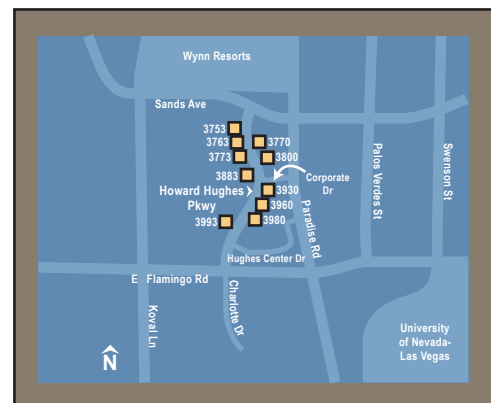 Wynn Resorts
Sands Ave
3753
3763
3770
3773
3800
3883
Corporate
Dr
Howard Hughes
Pkwy
3930
3960
3993
3980
Paradise Rd
Palos Verdes St
Swenson St
Hughes Center Dr
E Flamingo Rd
Koval Ln
Charlotte Dr
University
of Nevada-
Las Vegas
N